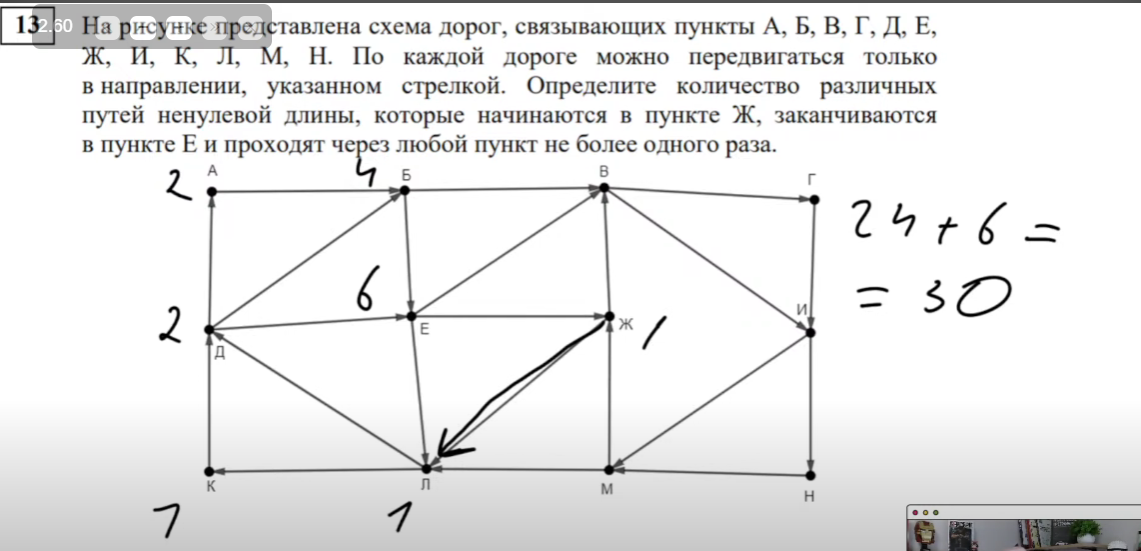 13
2.60
На рисунке представлена схема дорог, связывающих пункты А, Б, В, Г, Д, Е,
Ж, И, К, Л, М, Н. По каждой дороге можно передвигаться только
в направлении, указанном стрелкой. Определите количество различных
путей ненулевой длины, которые начинаются в пункте Ж, заканчиваются
в пункте Е и проходят через любой пункт не более одного раза.
2 А 4 Б В Г
24 + 6 =
= 30
6 И
2 Д Е Ж 1
К Л М Н
1 1